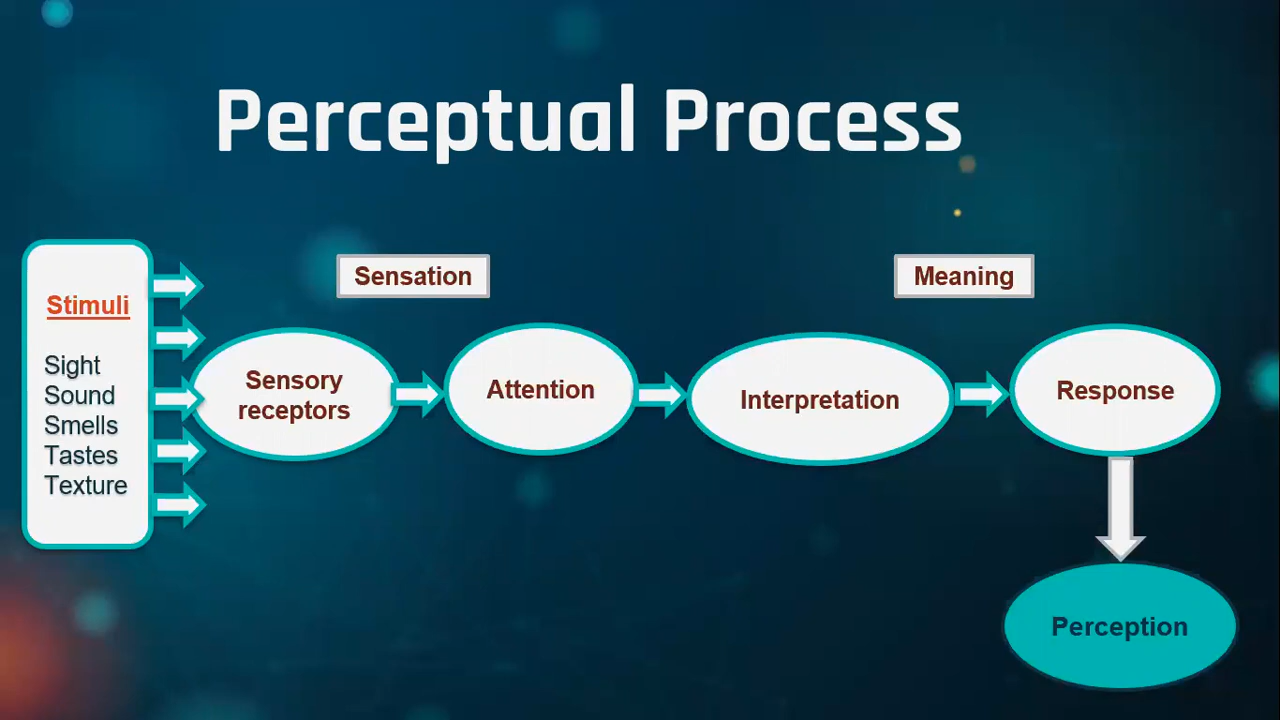 Perceptual Process
Stimuli
Sight
Sound
Smells
Tastes
Texture
Sensation
Meaning
Sensory
receptors
Attention
Interpretation
Response
Perception